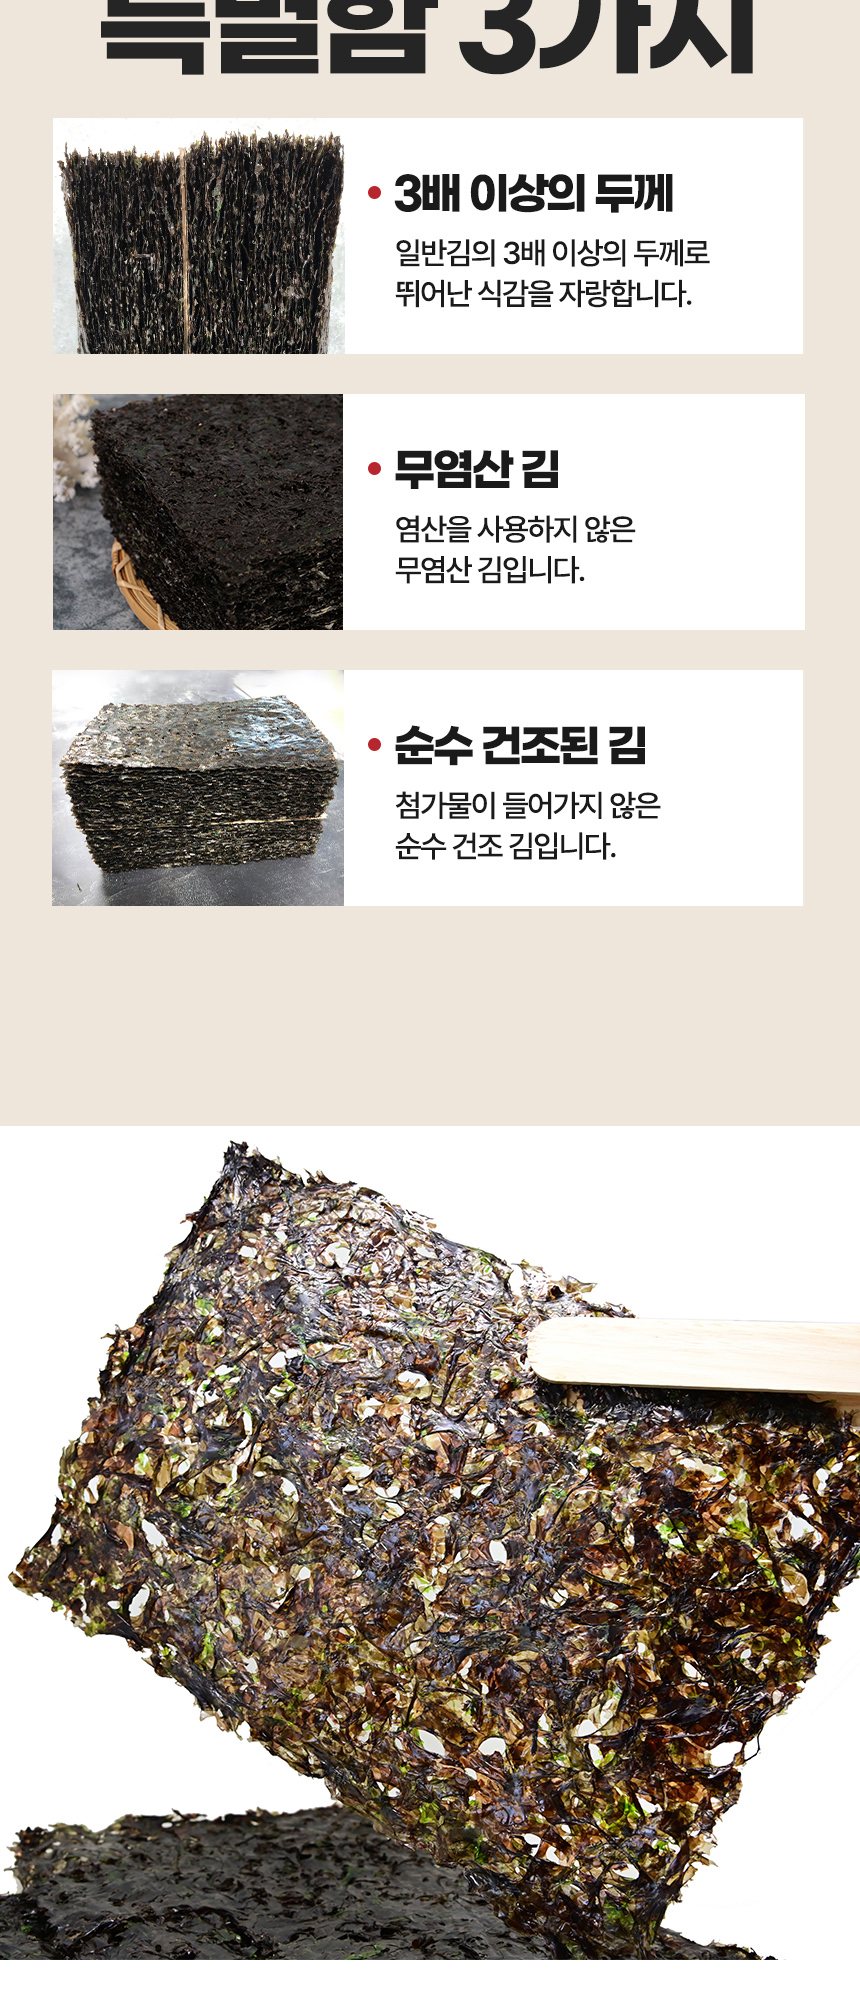 특별함 3가지
3배 이상의 두께
일반김의 3배 이상의 두께로
뛰어난 식감을 자랑합니다.
무염산 김
염산을 사용하지 않은
무염산 김입니다.
순수 건조된 김
첨가물이 들어가지 않은
순수 건조 김입니다.